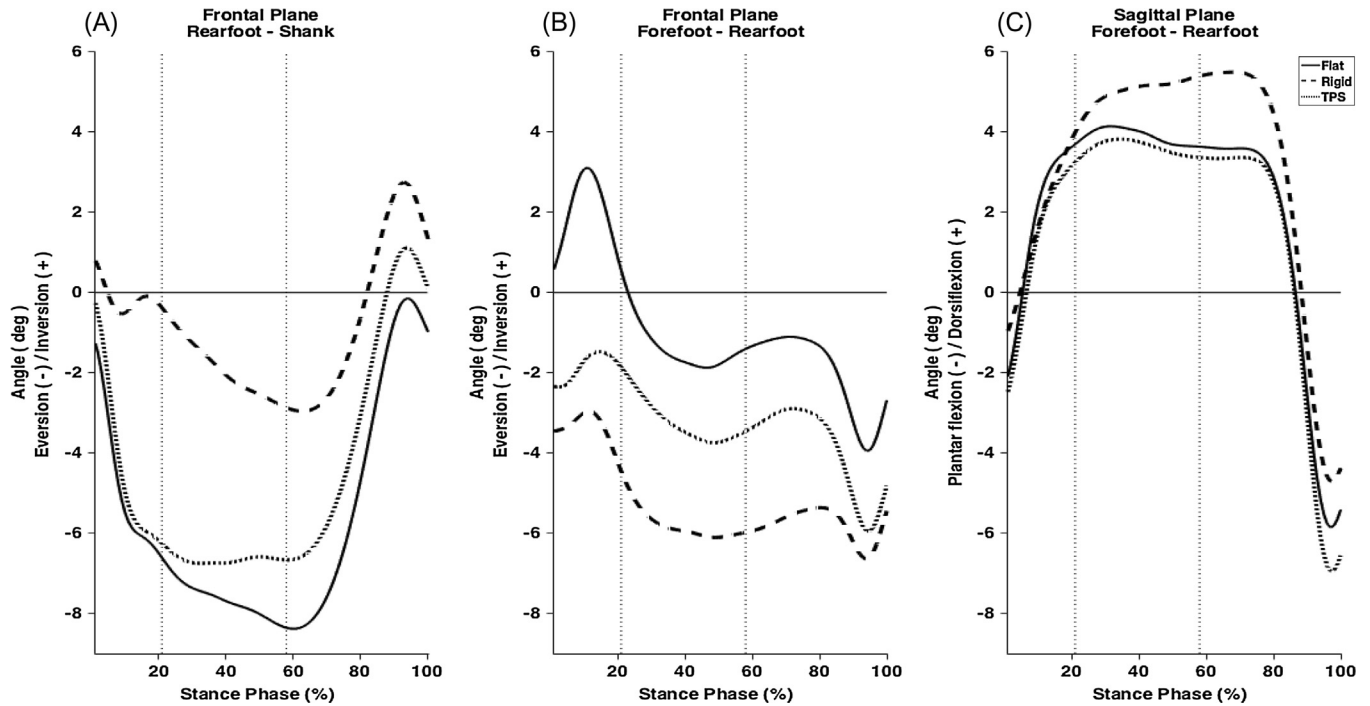 (A)
Frontal Plane
Rearfoot - Shank
6
4
2
0
-2
-4
-6
-8
Angle ( deg )
Eversion ( - ) / Inversion ( + )
20
40
60
80
100
Stance Phase (%)
(B)
Frontal Plane
Forefoot - Rearfoot
6
4
2
0
-2
-4
-6
-8
Angle ( deg )
Eversion ( - ) / Inversion ( + )
20
40
60
80
100
Stance Phase (%)
(C)
Sagittal Plane
Forefoot - Rearfoot
6
4
2
0
-2
-4
-6
-8
Angle ( deg )
Plantar flexion ( - ) / Dorsiflexion ( + )
20
40
60
80
100
Stance Phase (%)
Flat
Rigid
TPS